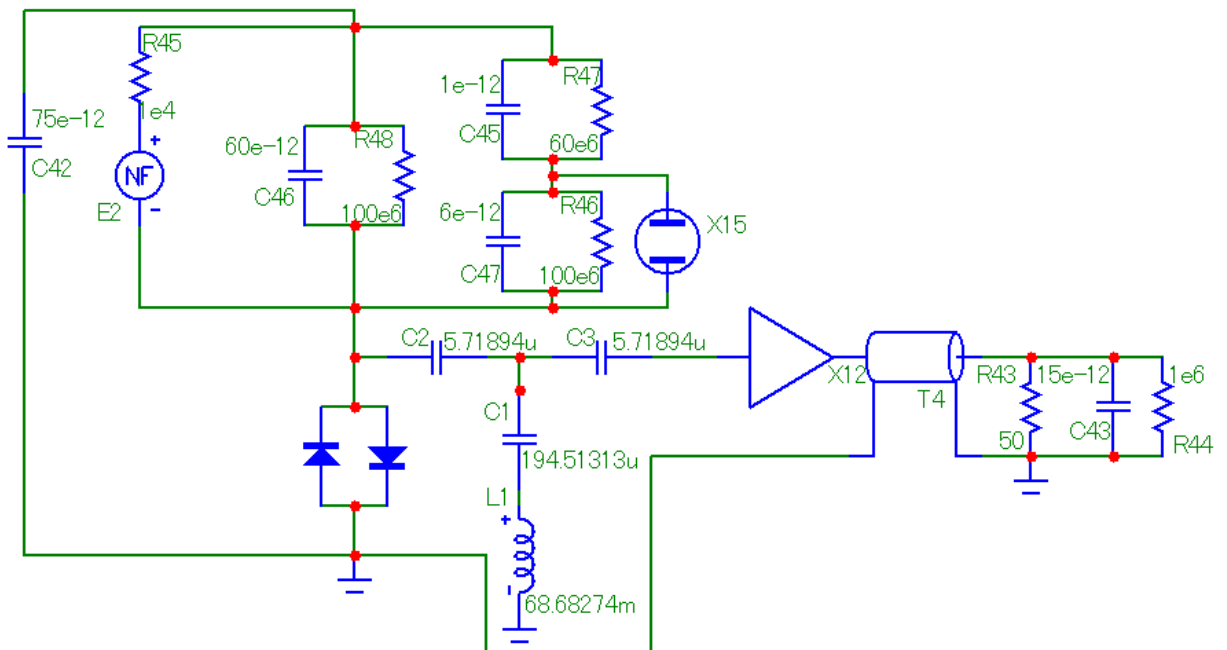 R45
1e4
75e-12
C42
NF
E2
60e-12
R48
C46
100e6
1e-12
R47
C45
60e6
6e-12
R46
C47
100e6
X15
C2
5.71894u
C3
5.71894u
X12
T4
R43
15e-12
1e6
50
C43
R44
C1
194.51313u
L1
68.68274m